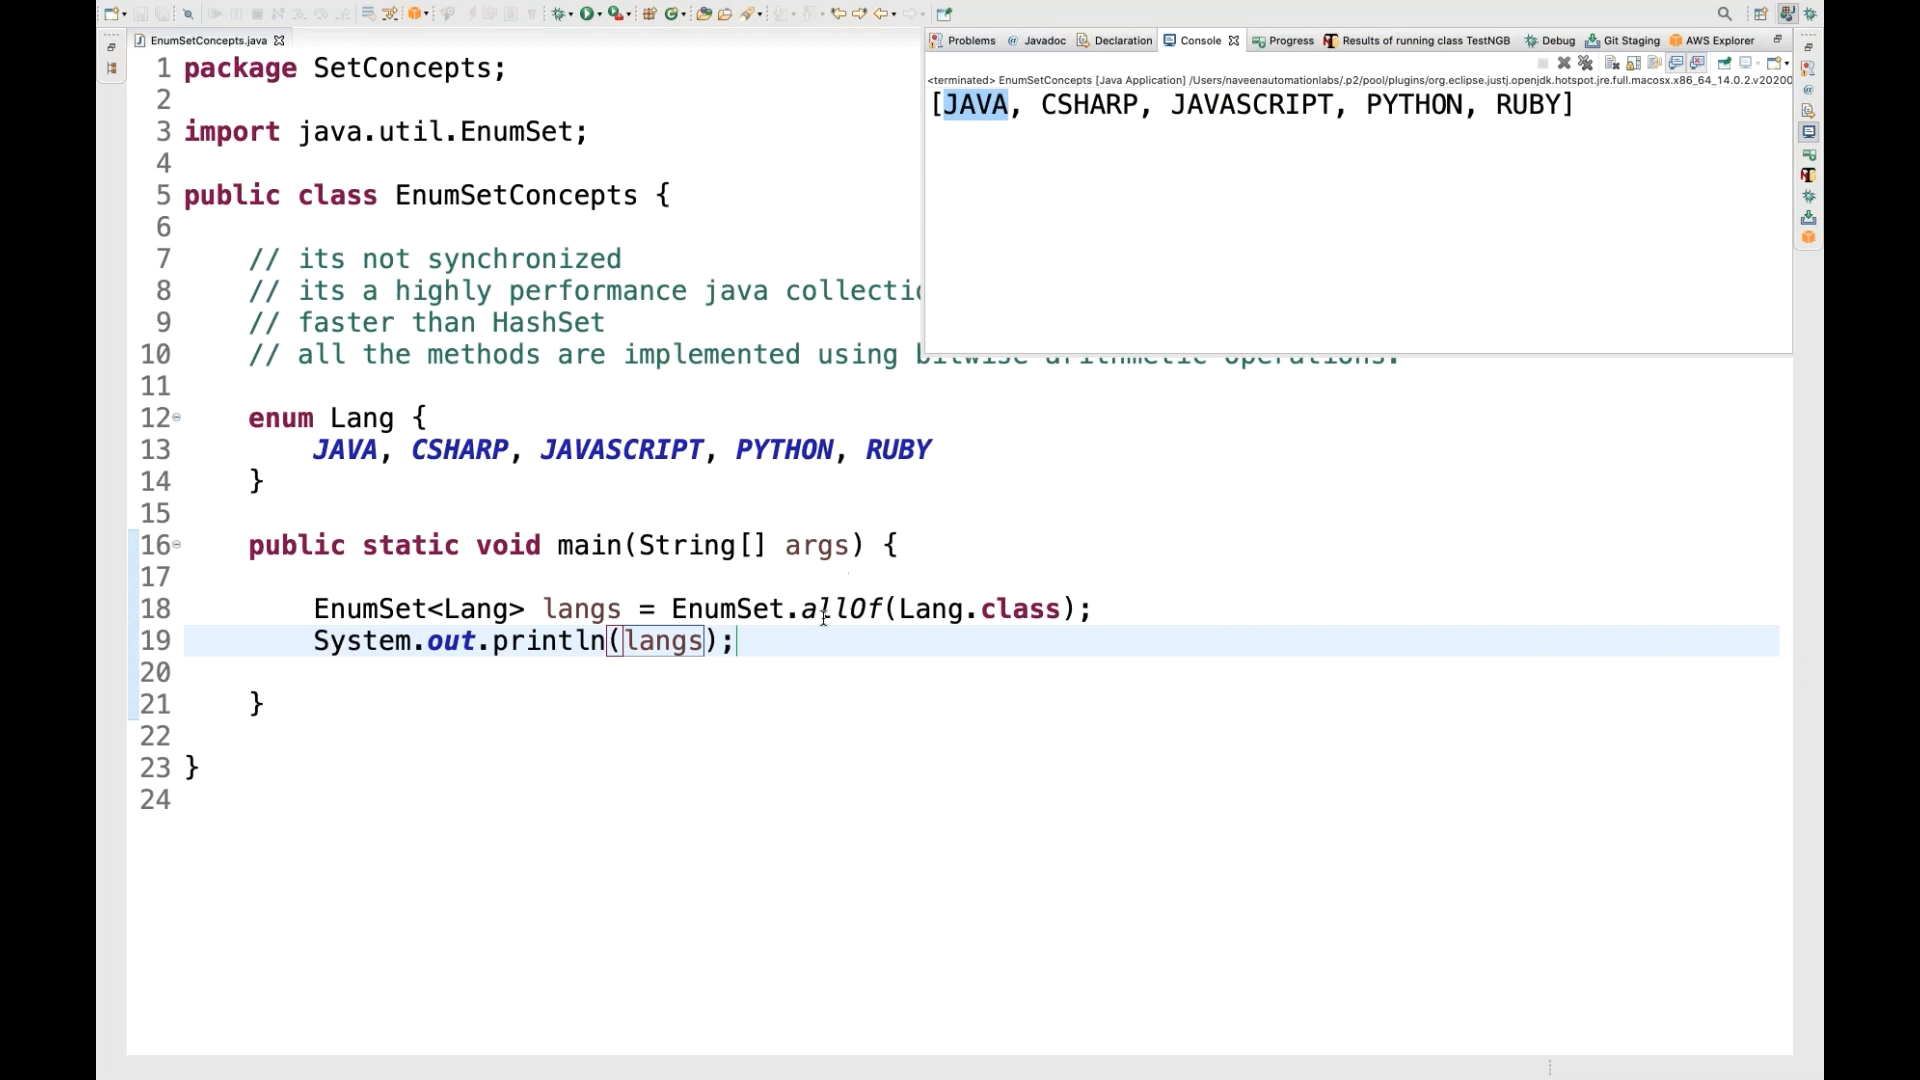 EnumSetConcepts.java
1 package SetConcepts;
2
3 import java.util.EnumSet;
4
5 public class EnumSetConcepts {
6
7 // its not synchronized
8 // its a highly performance java collectio
9 // faster than HashSet
10 // all the methods are implemented using bitwise arithmetic operations.
11
12 enum Lang {
13 JAVA, CSHARP, JAVASCRIPT, PYTHON, RUBY
14 }
15
16 public static void main(String[] args) {
17
18 EnumSet<Lang> langs = EnumSet.allOf(Lang.class);
19 System.out.println(langs);
20
21 }
22
23 }
24
Problems @ Javadoc Declaration Console Progress Results of running class TestNGB Debug Git Staging AWS Explorer
<terminated> EnumSetConcepts [Java Application] /Users/naveenautomationlabs/.p2/pool/plugins/org.eclipse.justj.openjdk.hotspot.jre.full.macosx.x86_64_14.0.2.v20200
[JAVA, CSHARP, JAVASCRIPT, PYTHON, RUBY]